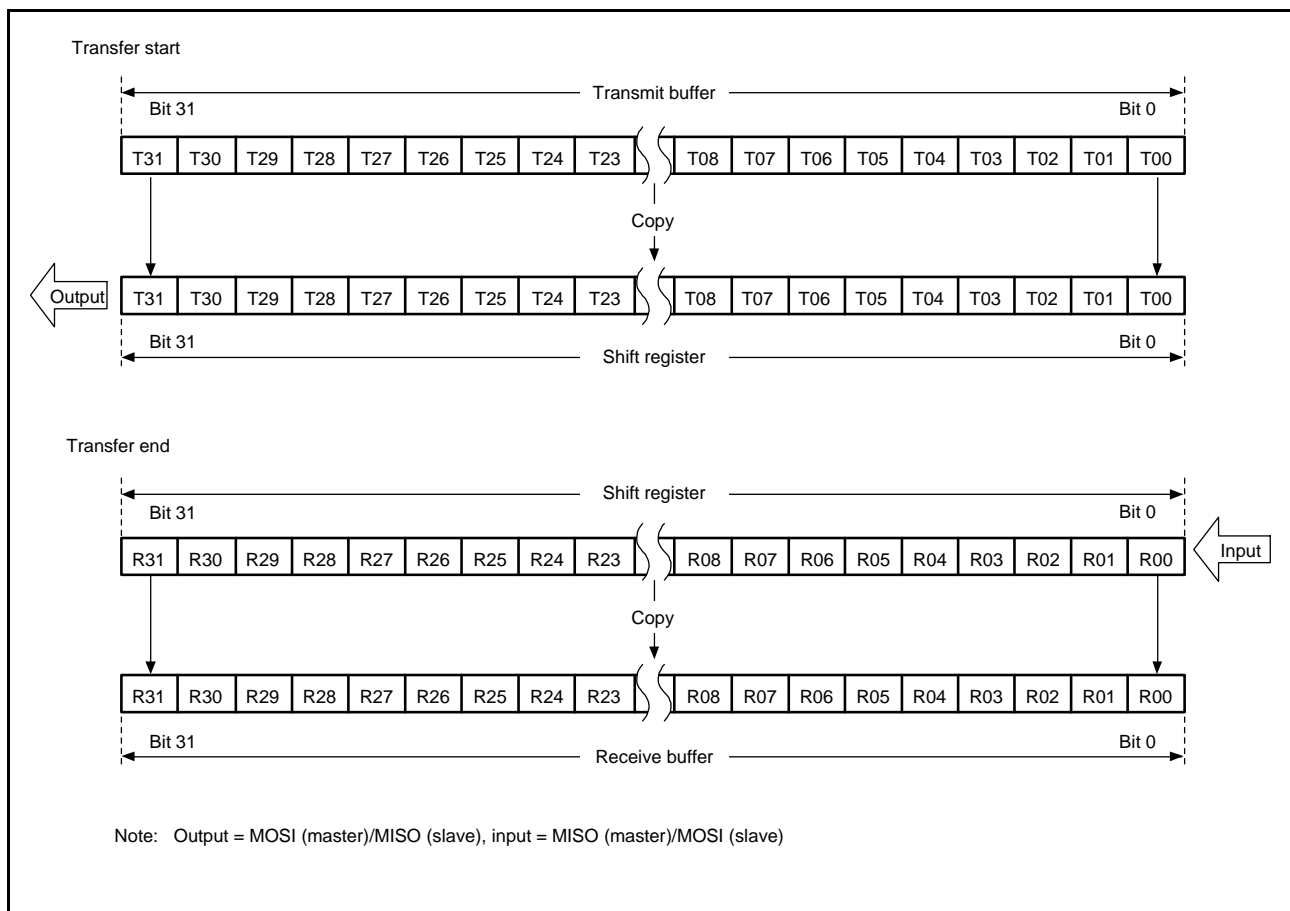 Transfer start
Transmit buffer
Bit 31 Bit 0
T31 T30 T29 T28 T27 T26 T25 T24 T23 T08 T07 T06 T05 T04 T03 T02 T01 T00
Copy
Output T31 T30 T29 T28 T27 T26 T25 T24 T23 T08 T07 T06 T05 T04 T03 T02 T01 T00
Bit 31 Bit 0
Shift register
Transfer end
Shift register
Bit 31 Bit 0
R31 R30 R29 R28 R27 R26 R25 R24 R23 R08 R07 R06 R05 R04 R03 R02 R01 R00 Input
Copy
R31 R30 R29 R28 R27 R26 R25 R24 R23 R08 R07 R06 R05 R04 R03 R02 R01 R00
Bit 31 Bit 0
Receive buffer
Note: Output = MOSI (master)/MISO (slave), input = MISO (master)/MOSI (slave)